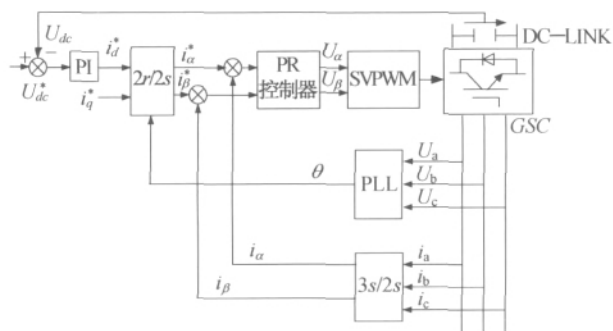 U_dc
DC-LINK
+
−
PI
i_d^*
2r/2s
i_α^*
i_β^*
PR
控制器
U_α
U_β
SVPWM
U_dc^*
i_q^*
GSC
θ
PLL
U_a
U_b
U_c
i_α
i_β
3s/2s
i_a
i_b
i_c